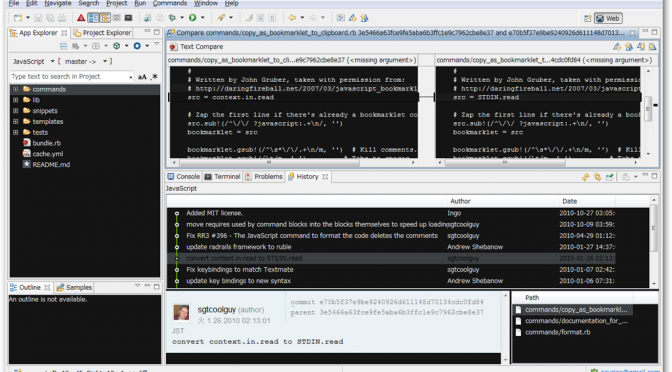 File Edit Navigate Search Project Run Commands Window Help
Web
App Explorer
Project Explorer
JavaScript
[ master -> ]
Type text to search in Project
commands
lib
snippets
templates
tests
bundle.rb
cache.yml
README.md
Outline
Samples
An outline is not available.
Compare copy_as_bookmarklet_to_clipboard.rb 3e5466a63fce9fe5aba6b3ffc1e9c7962cbe8e37 and e70b5f37e9be9240926d611148d7013
Text Compare
copy_as_bookmarklet_to_cli...e9c7962cbe8e37 (<missing argument>)
copy_as_bookmarklet_t...4cdc0fd84 (<missing argument>)
#
# Written by John Gruber, taken with permission from:
# http://daringfireball.net/2007/03/javascript_bookmarkl
src = context.in.read
# Zap the first line if there's already a bookmarklet co
src.sub!(/^\/\/ ?javascript:.+\n/, '')
bookmarklet = src
bookmarklet.gsub!(/^\s*\/\/.+\n/m, '') # Kill comments.
#
# Written by John Gruber, taken with permission
# http://daringfireball.net/2007/03/javascript_
src = STDIN.read
# Zap the first line if there's already a boo
src.sub!(/^\/\/ ?javascript:.+\n/, '')
bookmarklet = src
bookmarklet.gsub!(/^\s*\/\/.+\n/m, '') # K
Console
Terminal
Problems
History
JavaScript
Author Date
Added MIT license. Ingo 2010-10-27 03:05:
move requires used by command blocks into the blocks themselves to speed up loading sgtcoolguy 2010-10-09 03:59:
Fix RR3 #396 - The JavaScript command to format the code deletes the comments sgtcoolguy 2010-04-29 01:12:
update radrails framework to ruble Andrew Shebanow 2010-01-27 14:37:
convert context.in.read to STDIN.read sgtcoolguy 2010-01-26 02:13:
Fix keybindings to match Textmate sgtcoolguy 2010-01-07 02:42:
update key bindings to new syntax Andrew Shebanow 2010-01-06 07:31:
sgtcoolguy (author)
火 1 26 2010 02:13:01
JST
commit e70b5f37e9be9240926d611148d70134cdc0fd84
parent 3e5466a63fce9fe5aba6b3ffc1e9c7962cbe8e37
convert context.in.read to STDIN.read
Path
commands/copy_as_bookmarkl...
commands/documentation_for_...
commands/format.rb